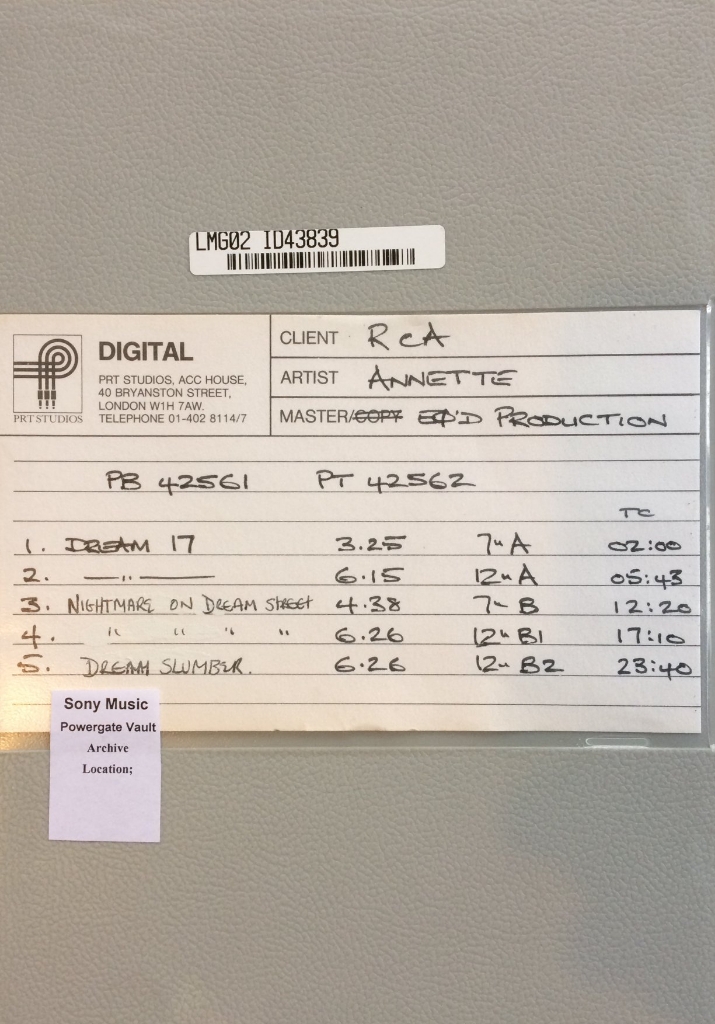 LMG02 ID43839
PRT STUDIOS
DIGITAL
PRT STUDIOS, ACC HOUSE,
40 BRYANSTON STREET,
LONDON W1H 7AW.
TELEPHONE 01-402 8114/7
CLIENT RCA
ARTIST ANNETTE
MASTER/COPY EQ'D PRODUCTION
PB 42561 PT 42562
TC
1. DREAM 17 3.25 7" A 02:00
2. —— " —— 6.15 12" A 05:43
3. NIGHTMARE ON DREAM STREET 4.38 7" B 12:20
4. " " " " 6.26 12" B1 17:10
5. DREAM SLUMBER. 6.26 12" B2 23:40
Sony Music
Powergate Vault
Archive
Location;